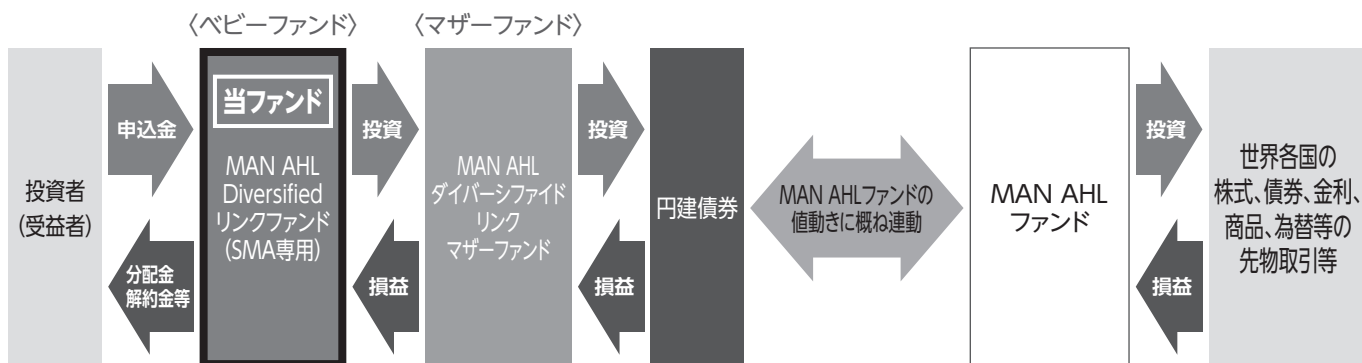 〈ベビーファンド〉
〈マザーファンド〉
投資者
(受益者)
申込金
分配金
解約金等
当ファンド
MAN AHL
Diversified
リンクファンド
(SMA専用)
投資
損益
MAN AHL
ダイバーシファイド
リンク
マザーファンド
投資
損益
円建債券
MAN AHLファンドの
値動きに概ね連動
MAN AHL
ファンド
投資
損益
世界各国の
株式、債券、金利、
商品、為替等の
先物取引等